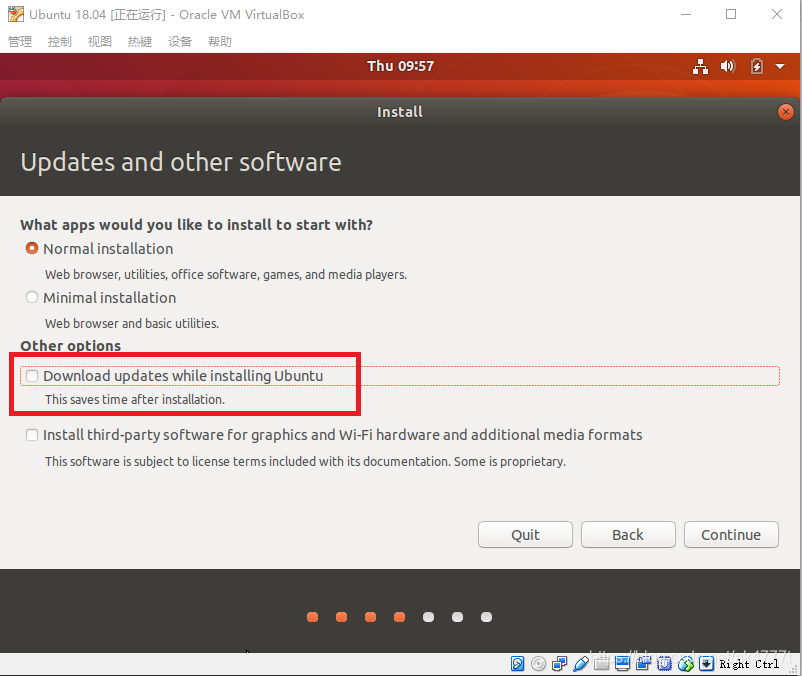 Ubuntu 18.04 [正在运行] - Oracle VM VirtualBox
管理 控制 视图 热键 设备 帮助
Thu 09:57
Install
Updates and other software
What apps would you like to install to start with?
Normal installation
Web browser, utilities, office software, games, and media players.
Minimal installation
Web browser and basic utilities.
Other options
Download updates while installing Ubuntu
This saves time after installation.
Install third-party software for graphics and Wi-Fi hardware and additional media formats
This software is subject to license terms included with its documentation. Some is proprietary.
Quit Back Continue
Right Ctrl